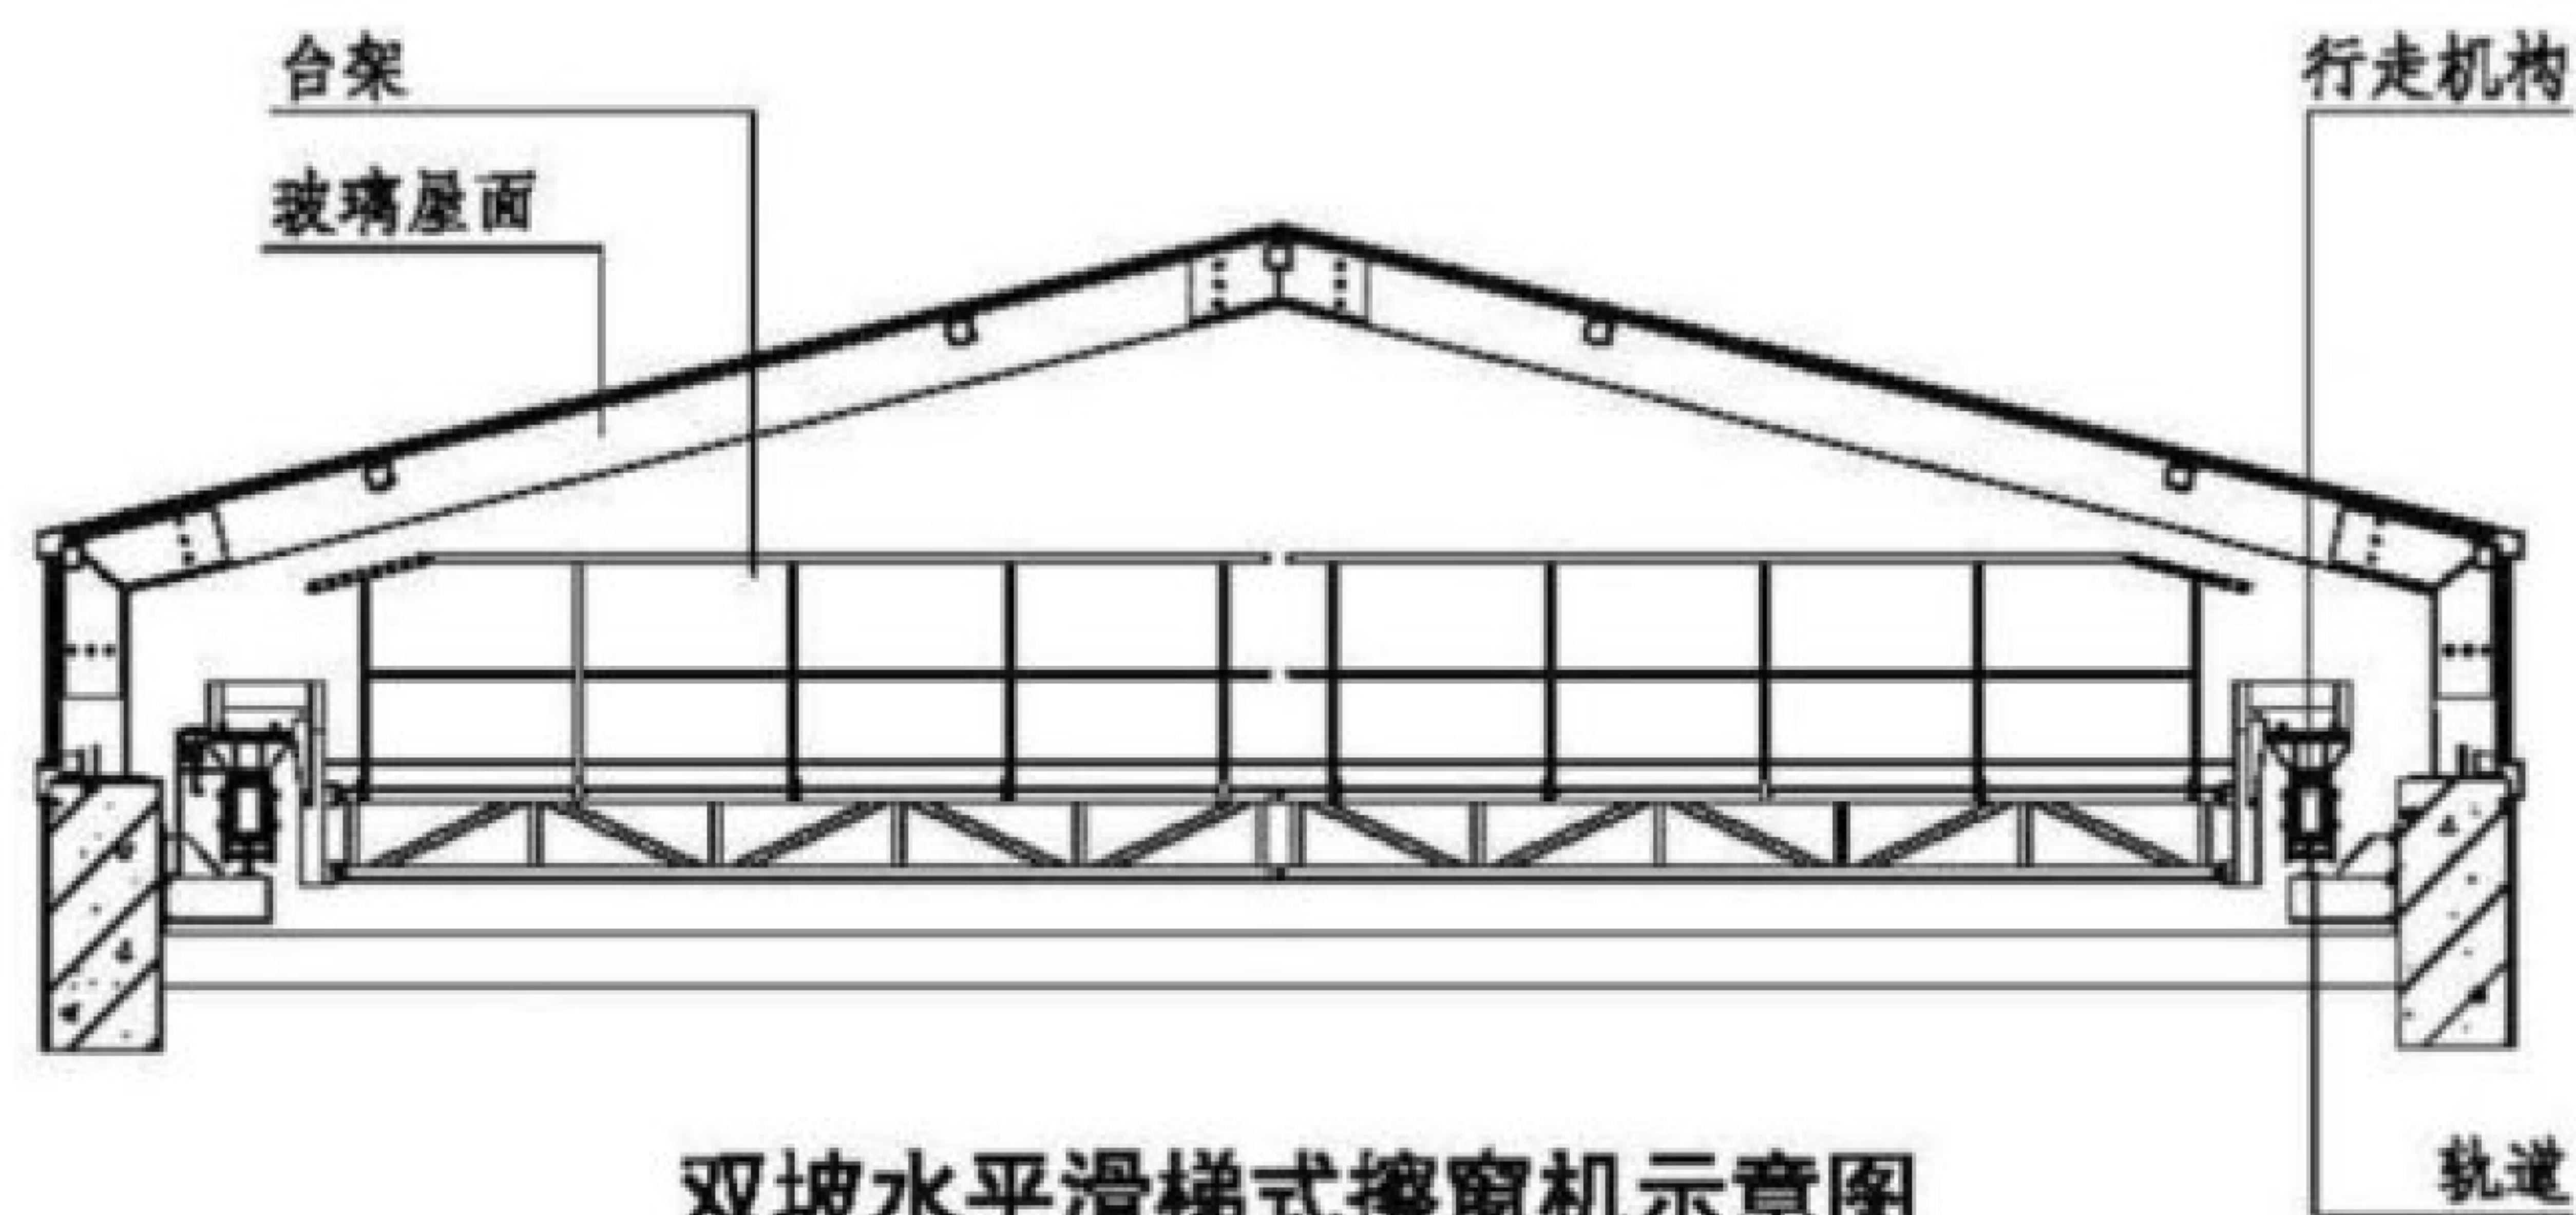 台架
行走机构
玻璃屋面
轨道
双坡水平滑梯式擦窗机示意图